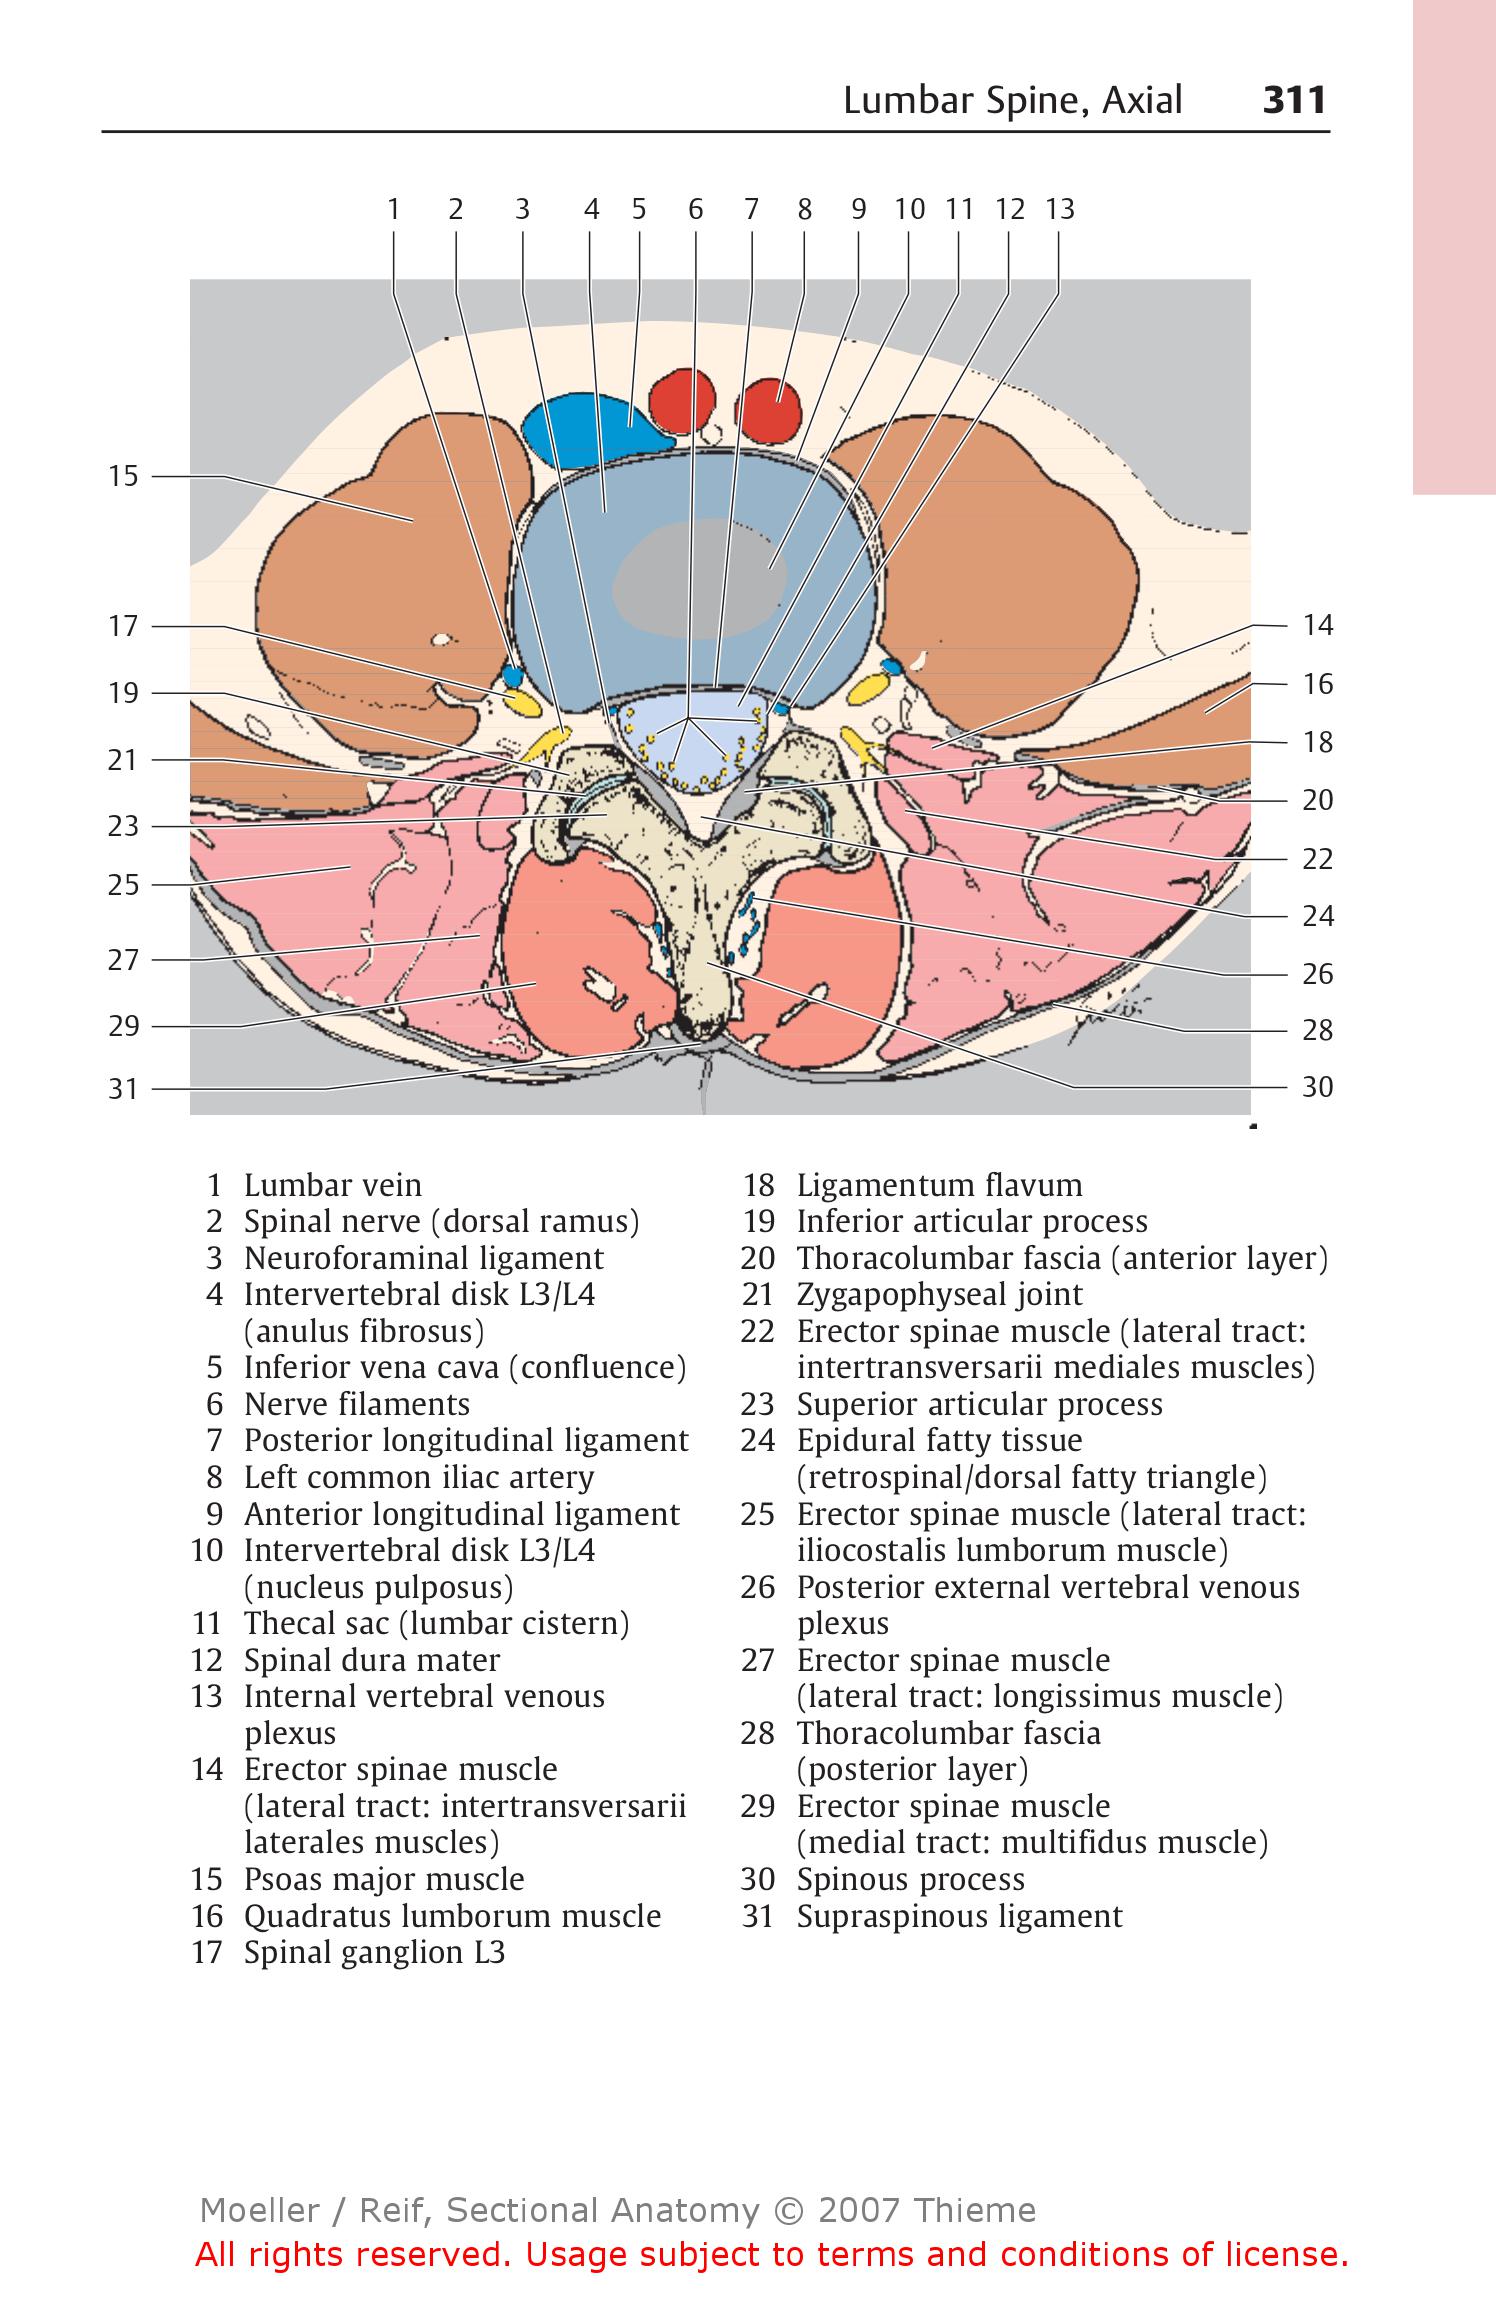 Lumbar Spine, Axial 311
1 2 3 4 5 6 7 8 9 10 11 12 13
15
17
19
21
23
25
27
29
31
14
16
18
20
22
24
26
28
30
1 Lumbar vein
2 Spinal nerve (dorsal ramus)
3 Neuroforaminal ligament
4 Intervertebral disk L3/L4
(anulus fibrosus)
5 Inferior vena cava (confluence)
6 Nerve filaments
7 Posterior longitudinal ligament
8 Left common iliac artery
9 Anterior longitudinal ligament
10 Intervertebral disk L3/L4
(nucleus pulposus)
11 Thecal sac (lumbar cistern)
12 Spinal dura mater
13 Internal vertebral venous
plexus
14 Erector spinae muscle
(lateral tract: intertransversarii
laterales muscles)
15 Psoas major muscle
16 Quadratus lumborum muscle
17 Spinal ganglion L3
18 Ligamentum flavum
19 Inferior articular process
20 Thoracolumbar fascia (anterior layer)
21 Zygapophyseal joint
22 Erector spinae muscle (lateral tract:
intertransversarii mediales muscles)
23 Superior articular process
24 Epidural fatty tissue
(retrospinal/dorsal fatty triangle)
25 Erector spinae muscle (lateral tract:
iliocostalis lumborum muscle)
26 Posterior external vertebral venous
plexus
27 Erector spinae muscle
(lateral tract: longissimus muscle)
28 Thoracolumbar fascia
(posterior layer)
29 Erector spinae muscle
(medial tract: multifidus muscle)
30 Spinous process
31 Supraspinous ligament
Moeller / Reif, Sectional Anatomy © 2007 Thieme
All rights reserved. Usage subject to terms and conditions of license.